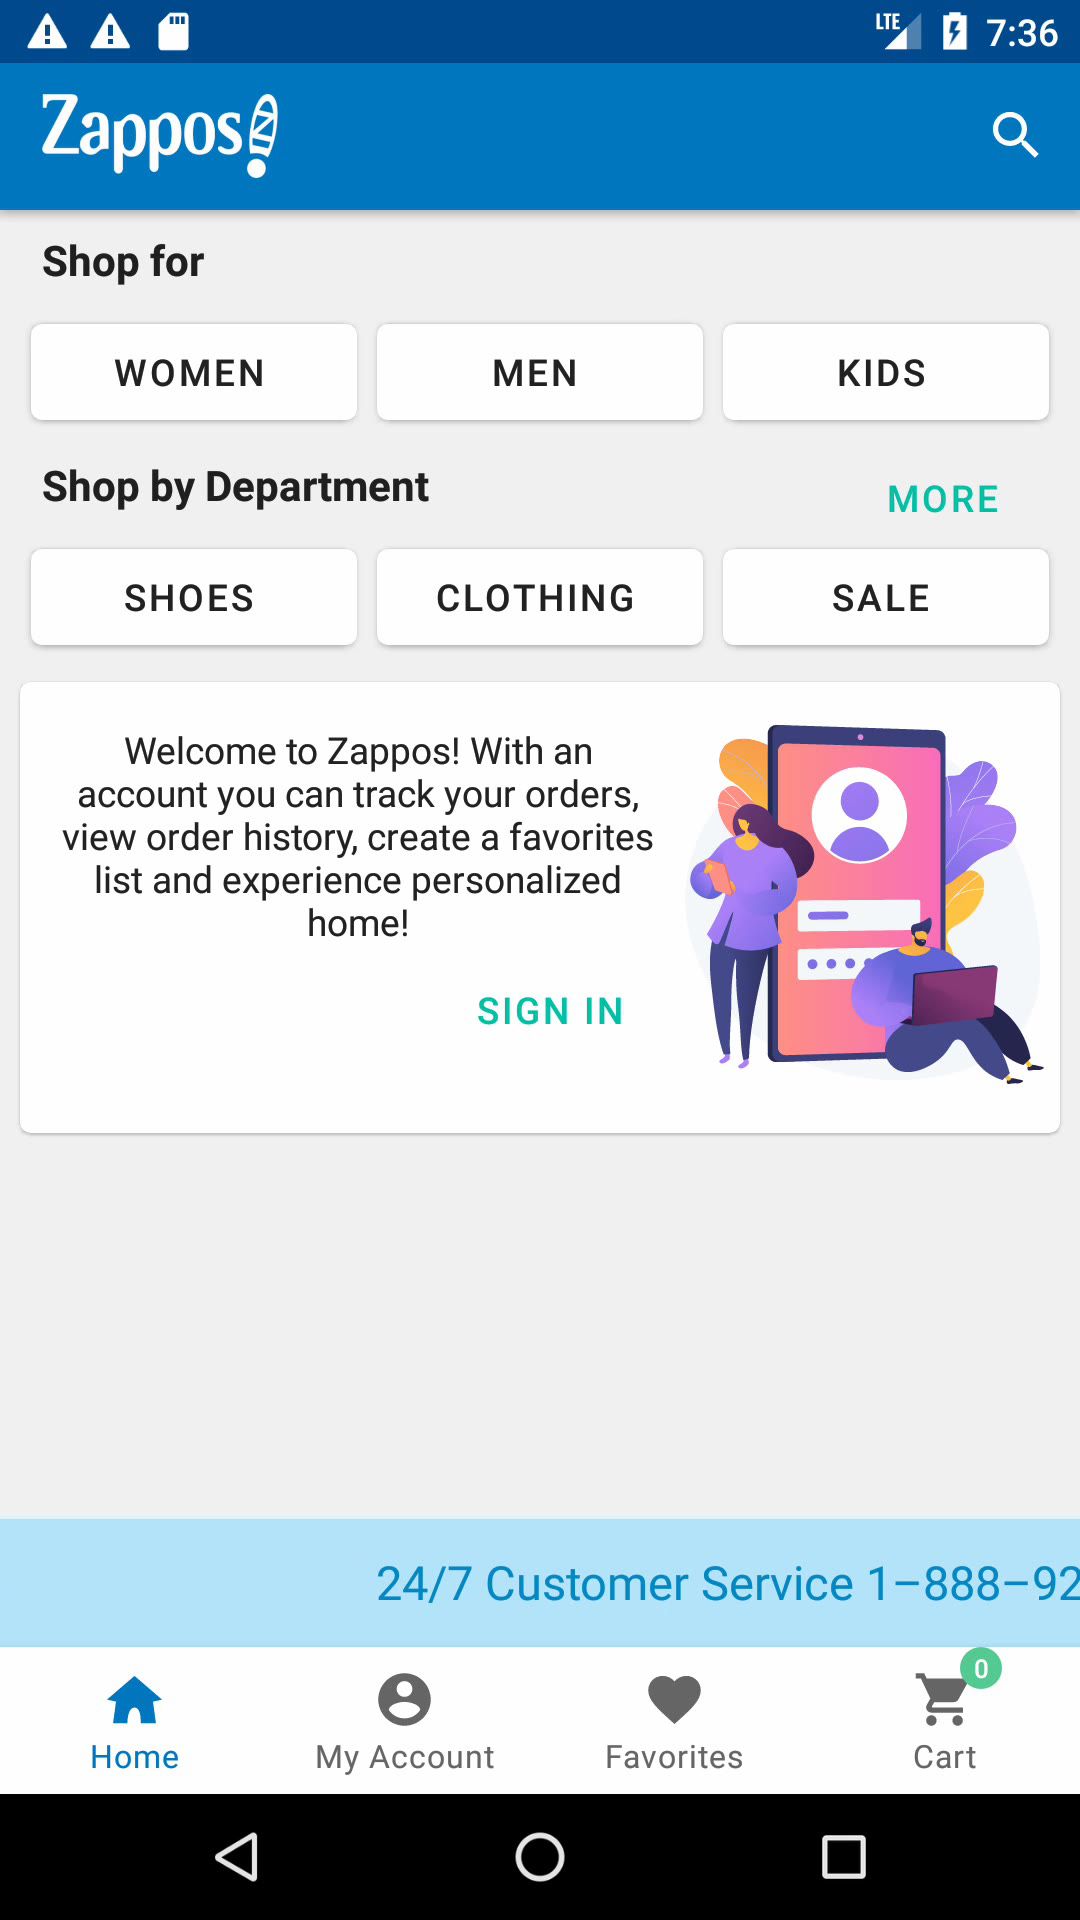 LTE 7:36
Zappos
Shop for
WOMEN MEN KIDS
Shop by Department
MORE
SHOES CLOTHING SALE
Welcome to Zappos! With an
account you can track your orders,
view order history, create a favorites
list and experience personalized
home!
SIGN IN
24/7 Customer Service 1-888-92
0
Home My Account Favorites Cart